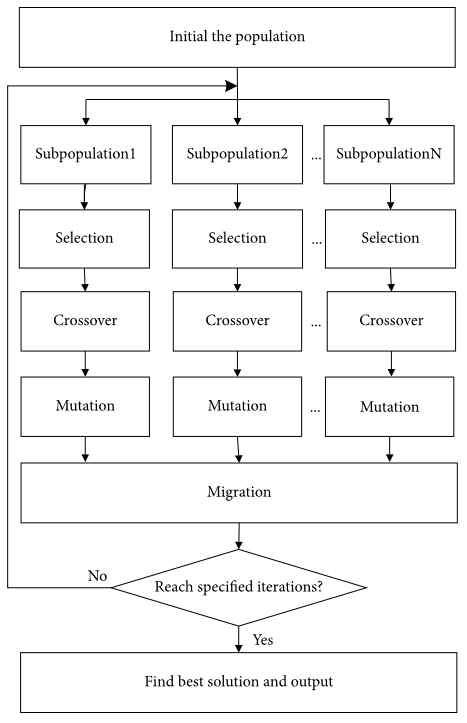 Initial the population
Subpopulation1 Subpopulation2 ... SubpopulationN
Selection Selection ... Selection
Crossover Crossover ... Crossover
Mutation Mutation ... Mutation
Migration
No Reach specified iterations?
Yes
Find best solution and output